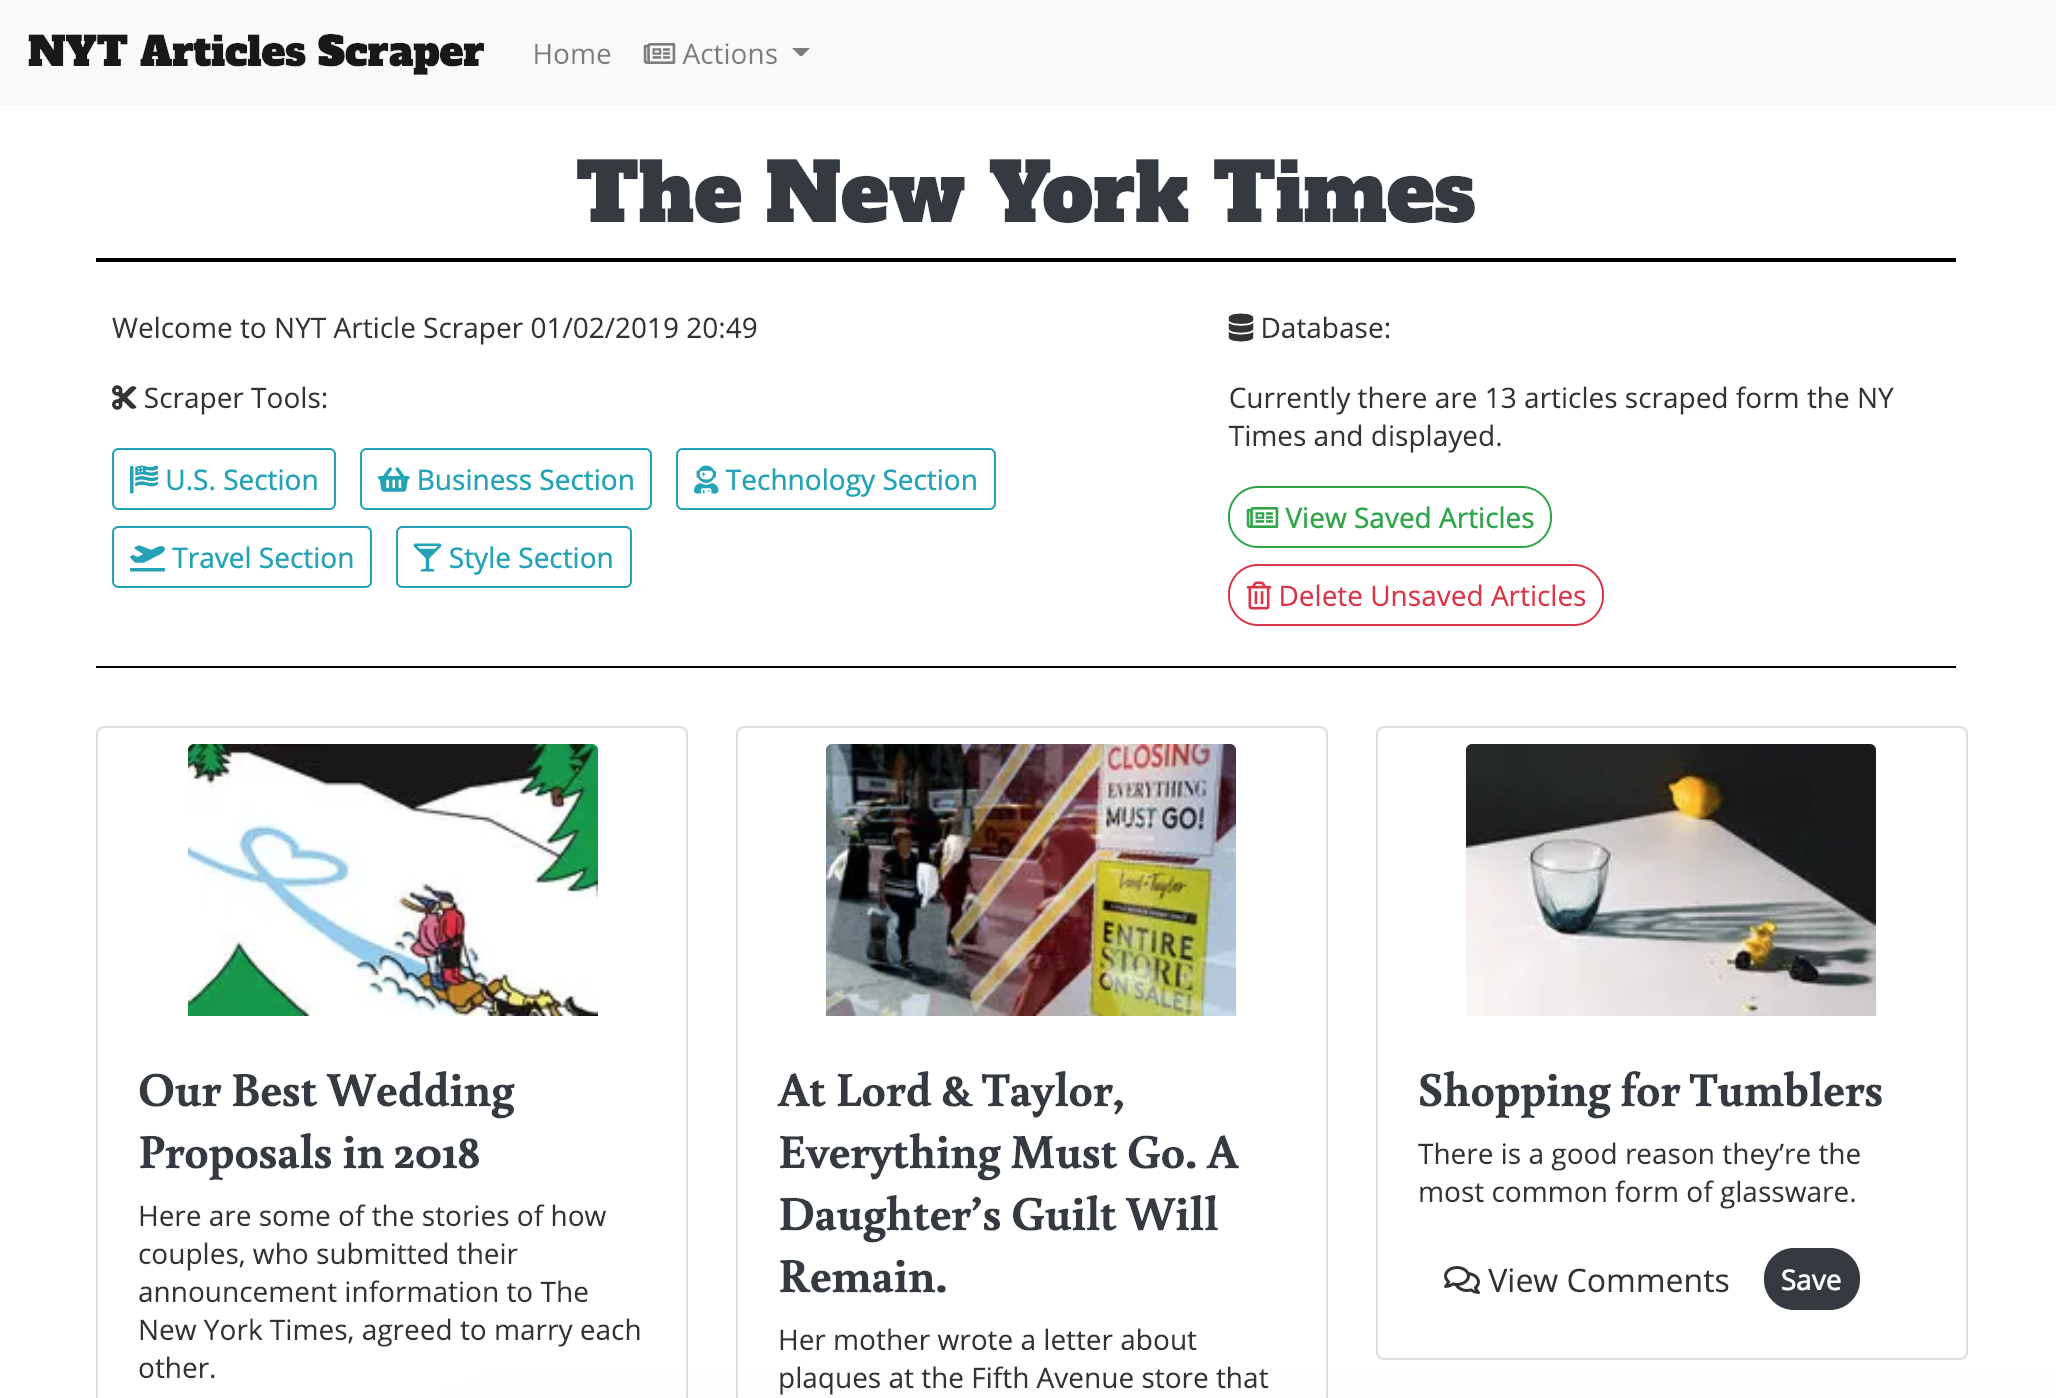 NYT Articles Scraper Home Actions
The New York Times
Welcome to NYT Article Scraper 01/02/2019 20:49
Scraper Tools:
U.S. Section Business Section Technology Section
Travel Section Style Section
Database:
Currently there are 13 articles scraped form the NY
Times and displayed.
View Saved Articles
Delete Unsaved Articles
Our Best Wedding
Proposals in 2018
Here are some of the stories of how
couples, who submitted their
announcement information to The
New York Times, agreed to marry each
other.
CLOSING
EVERYTHING
MUST GO!
Lord & Taylor
ENTIRE
STORE
ON SALE!
At Lord & Taylor,
Everything Must Go. A
Daughter’s Guilt Will
Remain.
Her mother wrote a letter about
plaques at the Fifth Avenue store that
Shopping for Tumblers
There is a good reason they’re the
most common form of glassware.
View Comments Save